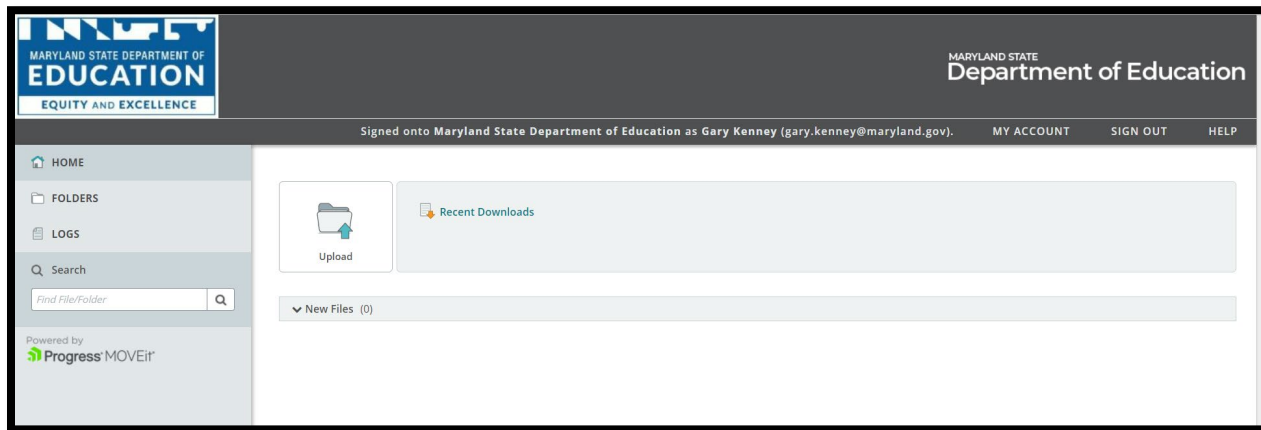 MARYLAND STATE DEPARTMENT OF
EDUCATION
EQUITY AND EXCELLENCE
MARYLAND STATE
Department of Education
Signed onto Maryland State Department of Education as Gary Kenney (gary.kenney@maryland.gov).
MY ACCOUNT
SIGN OUT
HELP
HOME
FOLDERS
LOGS
Search
Find File/Folder
Powered by
Progress MOVEit
Upload
Recent Downloads
New Files (0)